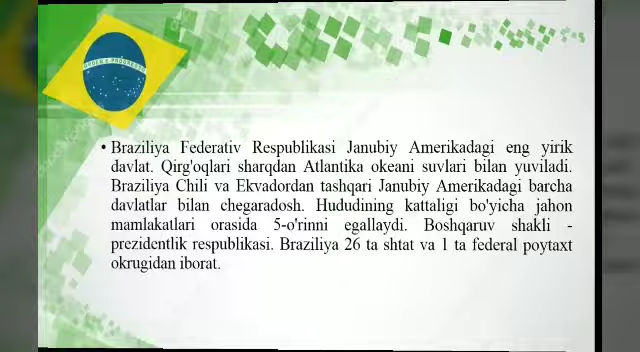 ORDEM E PROGRESSO
• Braziliya Federativ Respublikasi Janubiy Amerikadagi eng yirik
davlat. Qirg'oqlari sharqdan Atlantika okeani suvlari bilan yuviladi.
Braziliya Chili va Ekvadordan tashqari Janubiy Amerikadagi barcha
davlatlar bilan chegaradosh. Hududining kattaligi bo'yicha jahon
mamlakatlari orasida 5-o'rinni egallaydi. Boshqaruv shakli -
prezidentlik respublikasi. Braziliya 26 ta shtat va 1 ta federal poytaxt
okrugidan iborat.